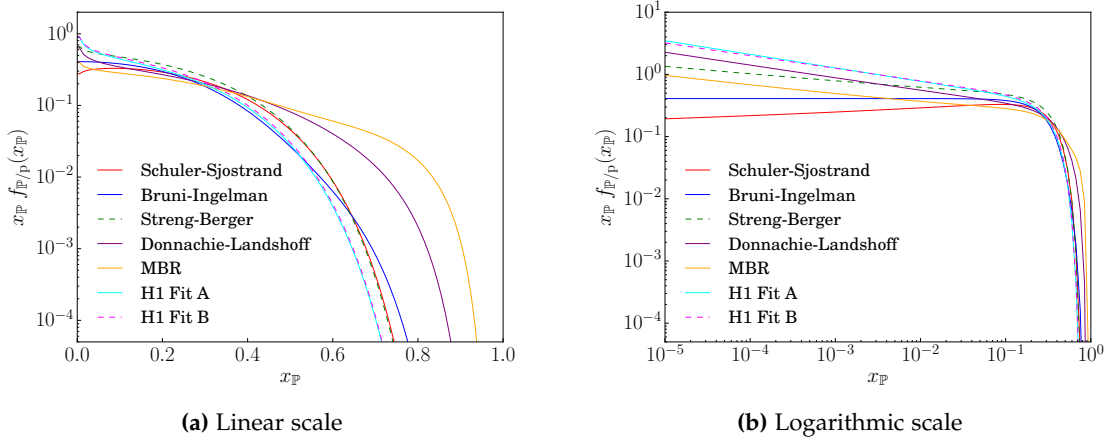 10^0
10^{-1}
10^{-2}
10^{-3}
10^{-4}
x_ℙ f_{ℙ/p}(x_ℙ)
Schuler-Sjostrand
Bruni-Ingelman
Streng-Berger
Donnachie-Landshoff
MBR
H1 Fit A
H1 Fit B
0.0 0.2 0.4 0.6 0.8 1.0
x_ℙ
(a) Linear scale
10^1
10^0
10^{-1}
10^{-2}
10^{-3}
10^{-4}
x_ℙ f_{ℙ/p}(x_ℙ)
Schuler-Sjostrand
Bruni-Ingelman
Streng-Berger
Donnachie-Landshoff
MBR
H1 Fit A
H1 Fit B
10^{-5} 10^{-4} 10^{-3} 10^{-2} 10^{-1} 10^0
x_ℙ
(b) Logarithmic scale